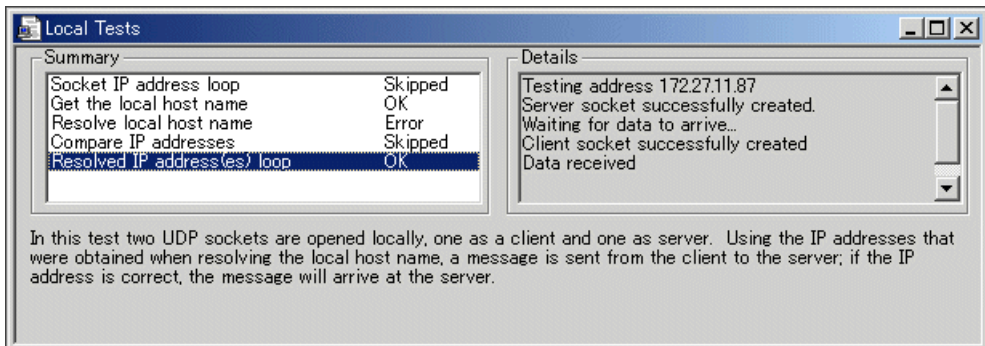 Local Tests
Summary
Socket IP address loop Skipped
Get the local host name OK
Resolve local host name Error
Compare IP addresses Skipped
Resolved IP address(es) loop OK
Details
Testing address 172.27.11.87
Server socket successfully created.
Waiting for data to arrive...
Client socket successfully created
Data received
In this test two UDP sockets are opened locally, one as a client and one as server. Using the IP addresses that
were obtained when resolving the local host name, a message is sent from the client to the server; if the IP
address is correct, the message will arrive at the server.